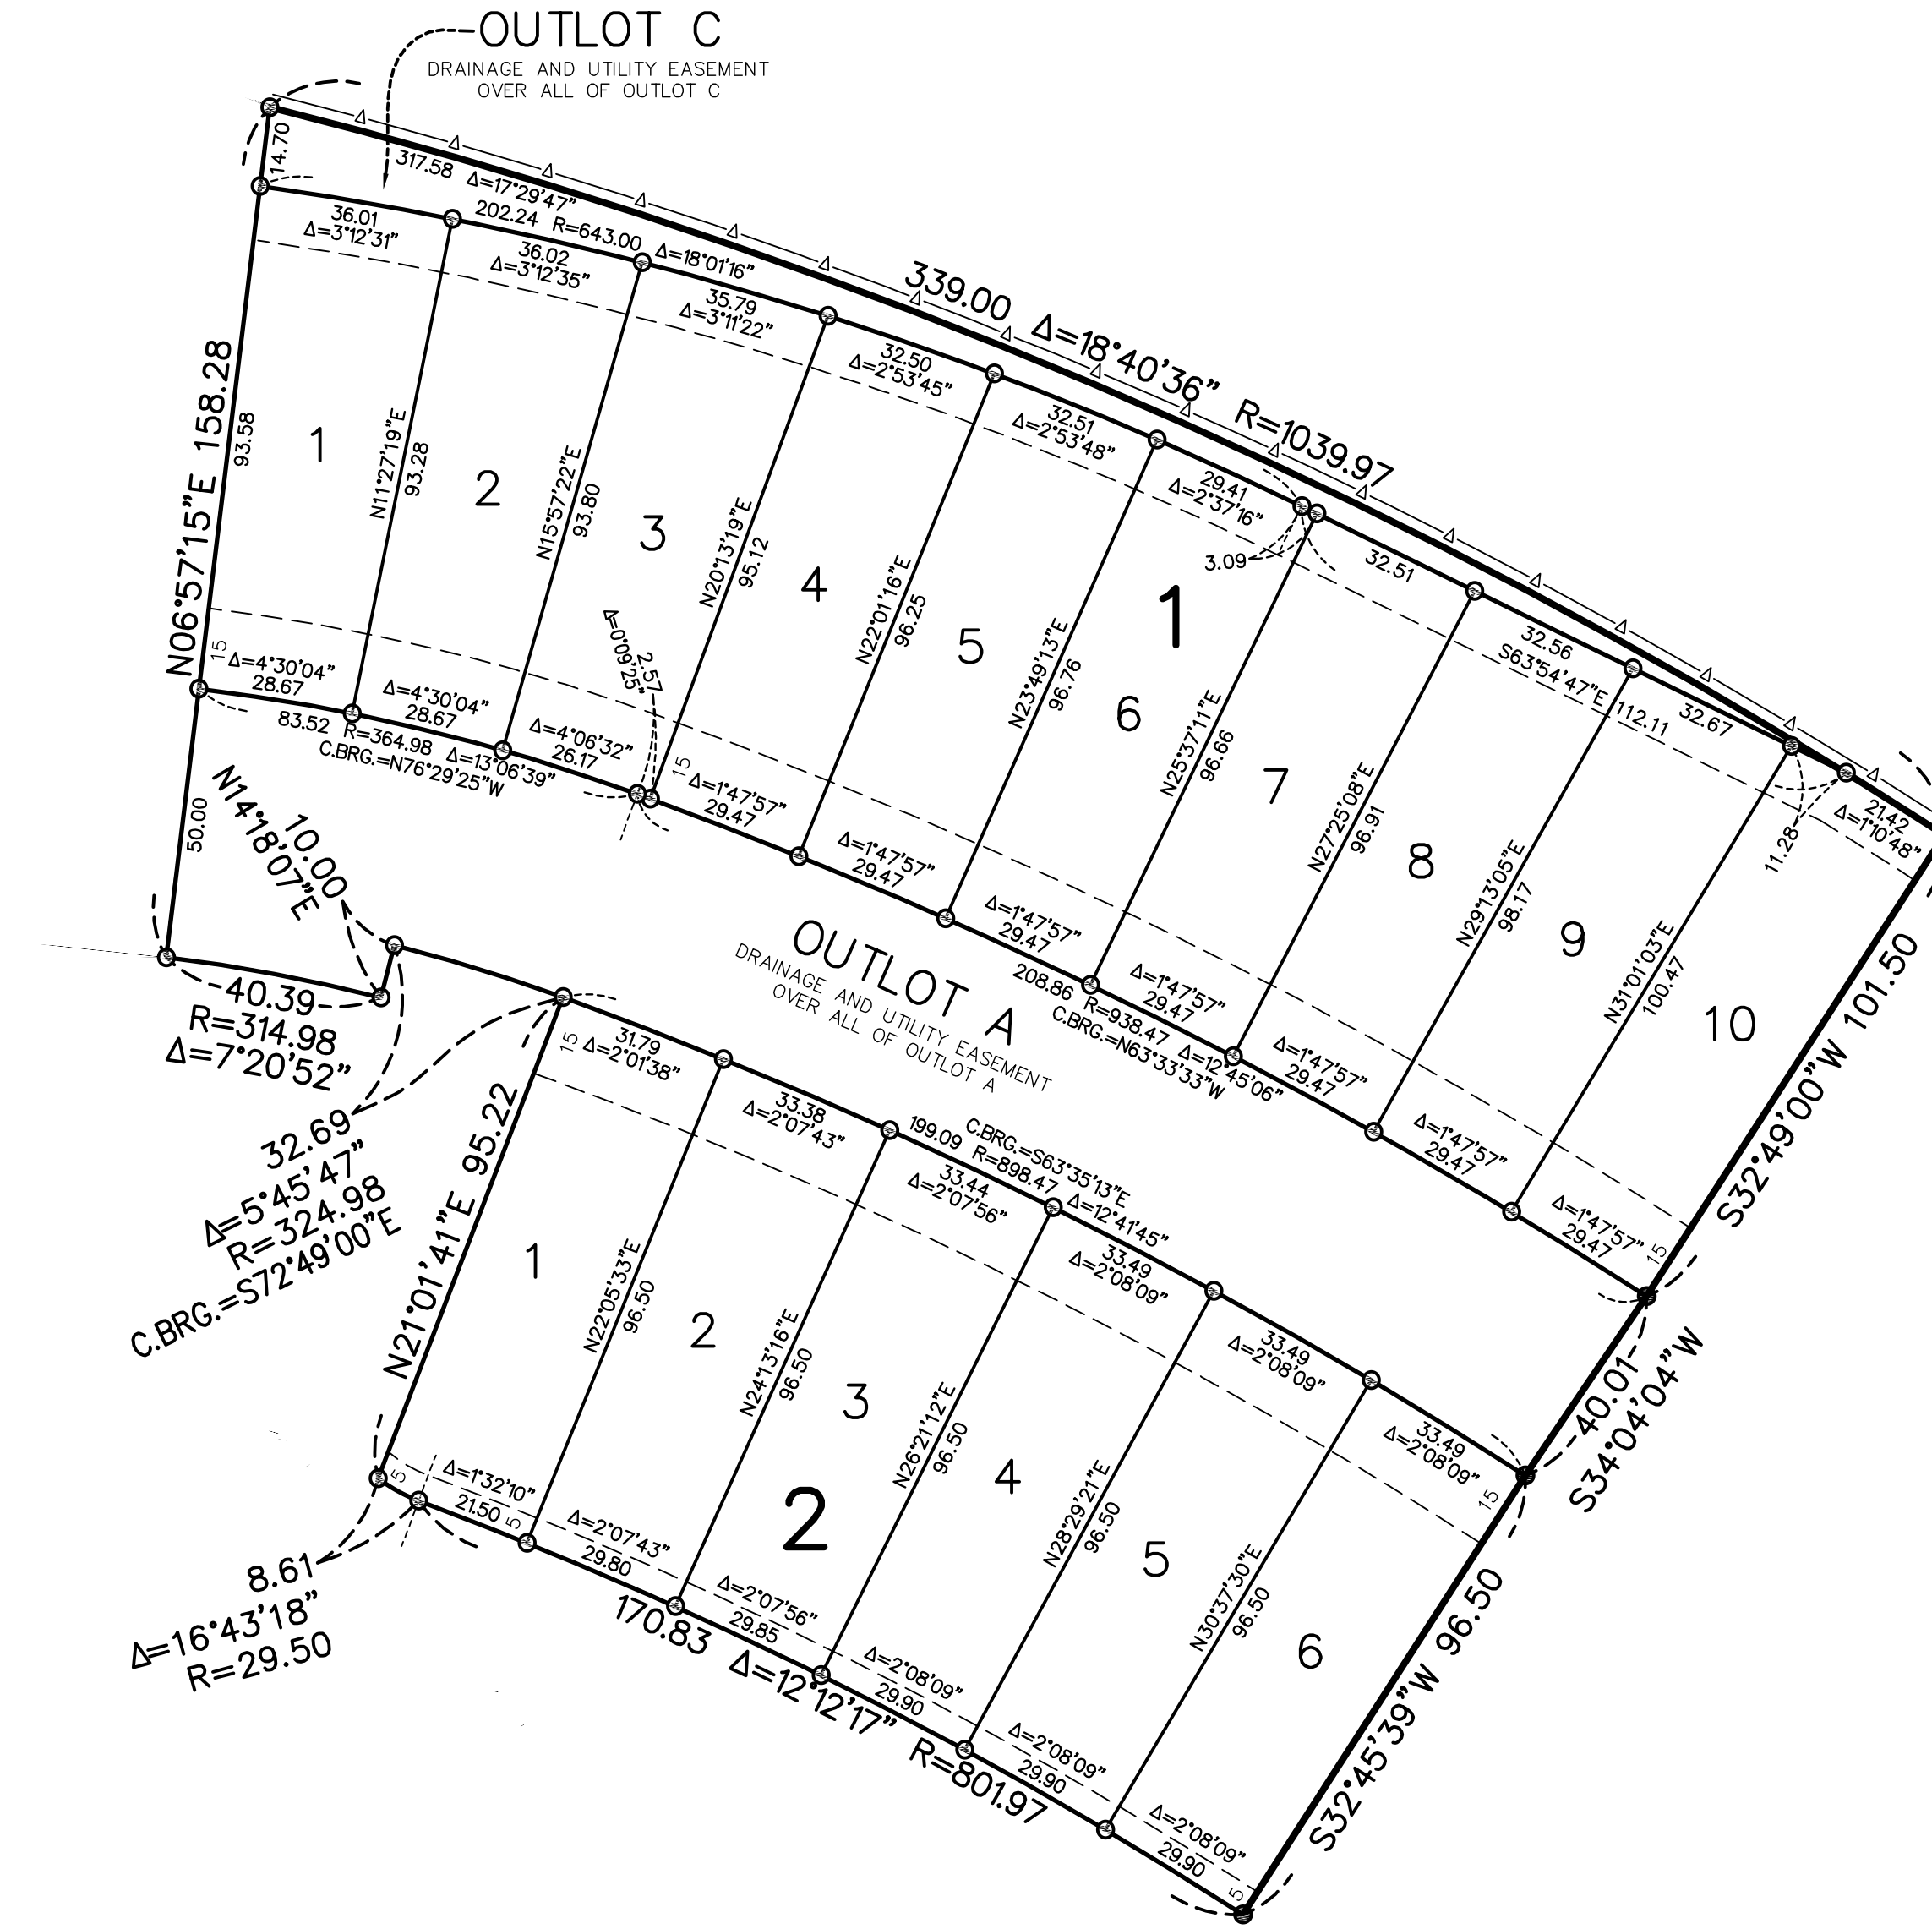 OUTLOT C
DRAINAGE AND UTILITY EASEMENT
OVER ALL OF OUTLOT C
14.70
317.58 Δ=17°29'47"
202.24 R=643.00 Δ=18°01'16"
339.00 Δ=18°40'36" R=1039.97
36.01
Δ=3°12'31"
36.02
Δ=3°12'35"
35.79
Δ=3°11'22"
32.50
Δ=2°53'45"
32.51
Δ=2°53'48"
29.41
Δ=2°37'16"
3.09
32.51
32.56
S63°54'47"E 112.11
32.67
11.28
21.42
Δ=1°10'48"
N06°57'15"E 158.28
93.58
1
N11°27'19"E
93.28
2
N15°57'22"E
93.80
3
N20°13'19"E
95.12
4
N22°01'16"E
96.25
5
N23°49'13"E
96.76
6
1
N25°37'11"E
96.66
7
N27°25'08"E
96.91
8
N29°13'05"E
98.17
9
N31°01'03"E
100.47
10
S32°49'00"W 101.50
15
Δ=4°30'04"
28.67
Δ=4°30'04"
28.67
Δ=4°06'32"
26.17
Δ=0°09'25"
2.57
15
83.52 R=364.98 Δ=13°06'39"
C.BRG.=N76°29'25"W
Δ=1°47'57"
29.47
Δ=1°47'57"
29.47
Δ=1°47'57"
29.47
Δ=1°47'57"
29.47
Δ=1°47'57"
29.47
Δ=1°47'57"
29.47
Δ=1°47'57"
29.47
15
208.86 R=938.47 Δ=12°45'06"
C.BRG.=N63°33'33"W
50.00
10.00
N14°18'07"E
40.39
R=314.98
Δ=7°20'52"
OUTLOT A
DRAINAGE AND UTILITY EASEMENT
OVER ALL OF OUTLOT A
32.69
Δ=5°45'47"
R=324.98
C.BRG.=S72°49'00"E
15
31.79
Δ=2°01'38"
33.38
Δ=2°07'43"
C.BRG.=S63°35'13"E
199.09 R=898.47 Δ=12°41'45"
33.44
Δ=2°07'56"
33.49
Δ=2°08'09"
33.49
Δ=2°08'09"
33.49
Δ=2°08'09"
15
40.01
S34°04'04"W
N21°01'41"E 95.22
1
N22°05'33"E
96.50
2
N24°13'16"E
96.50
3
N26°21'12"E
96.50
4
N28°29'21"E
96.50
5
N30°37'30"E
96.50
6
2
S32°45'39"W 96.50
5
Δ=1°32'10"
21.50
5
Δ=2°07'43"
29.80
Δ=2°07'56"
29.85
Δ=2°08'09"
29.90
Δ=2°08'09"
29.90
Δ=2°08'09"
29.90
5
8.61
Δ=16°43'18"
R=29.50
170.83 Δ=12°12'17" R=801.97